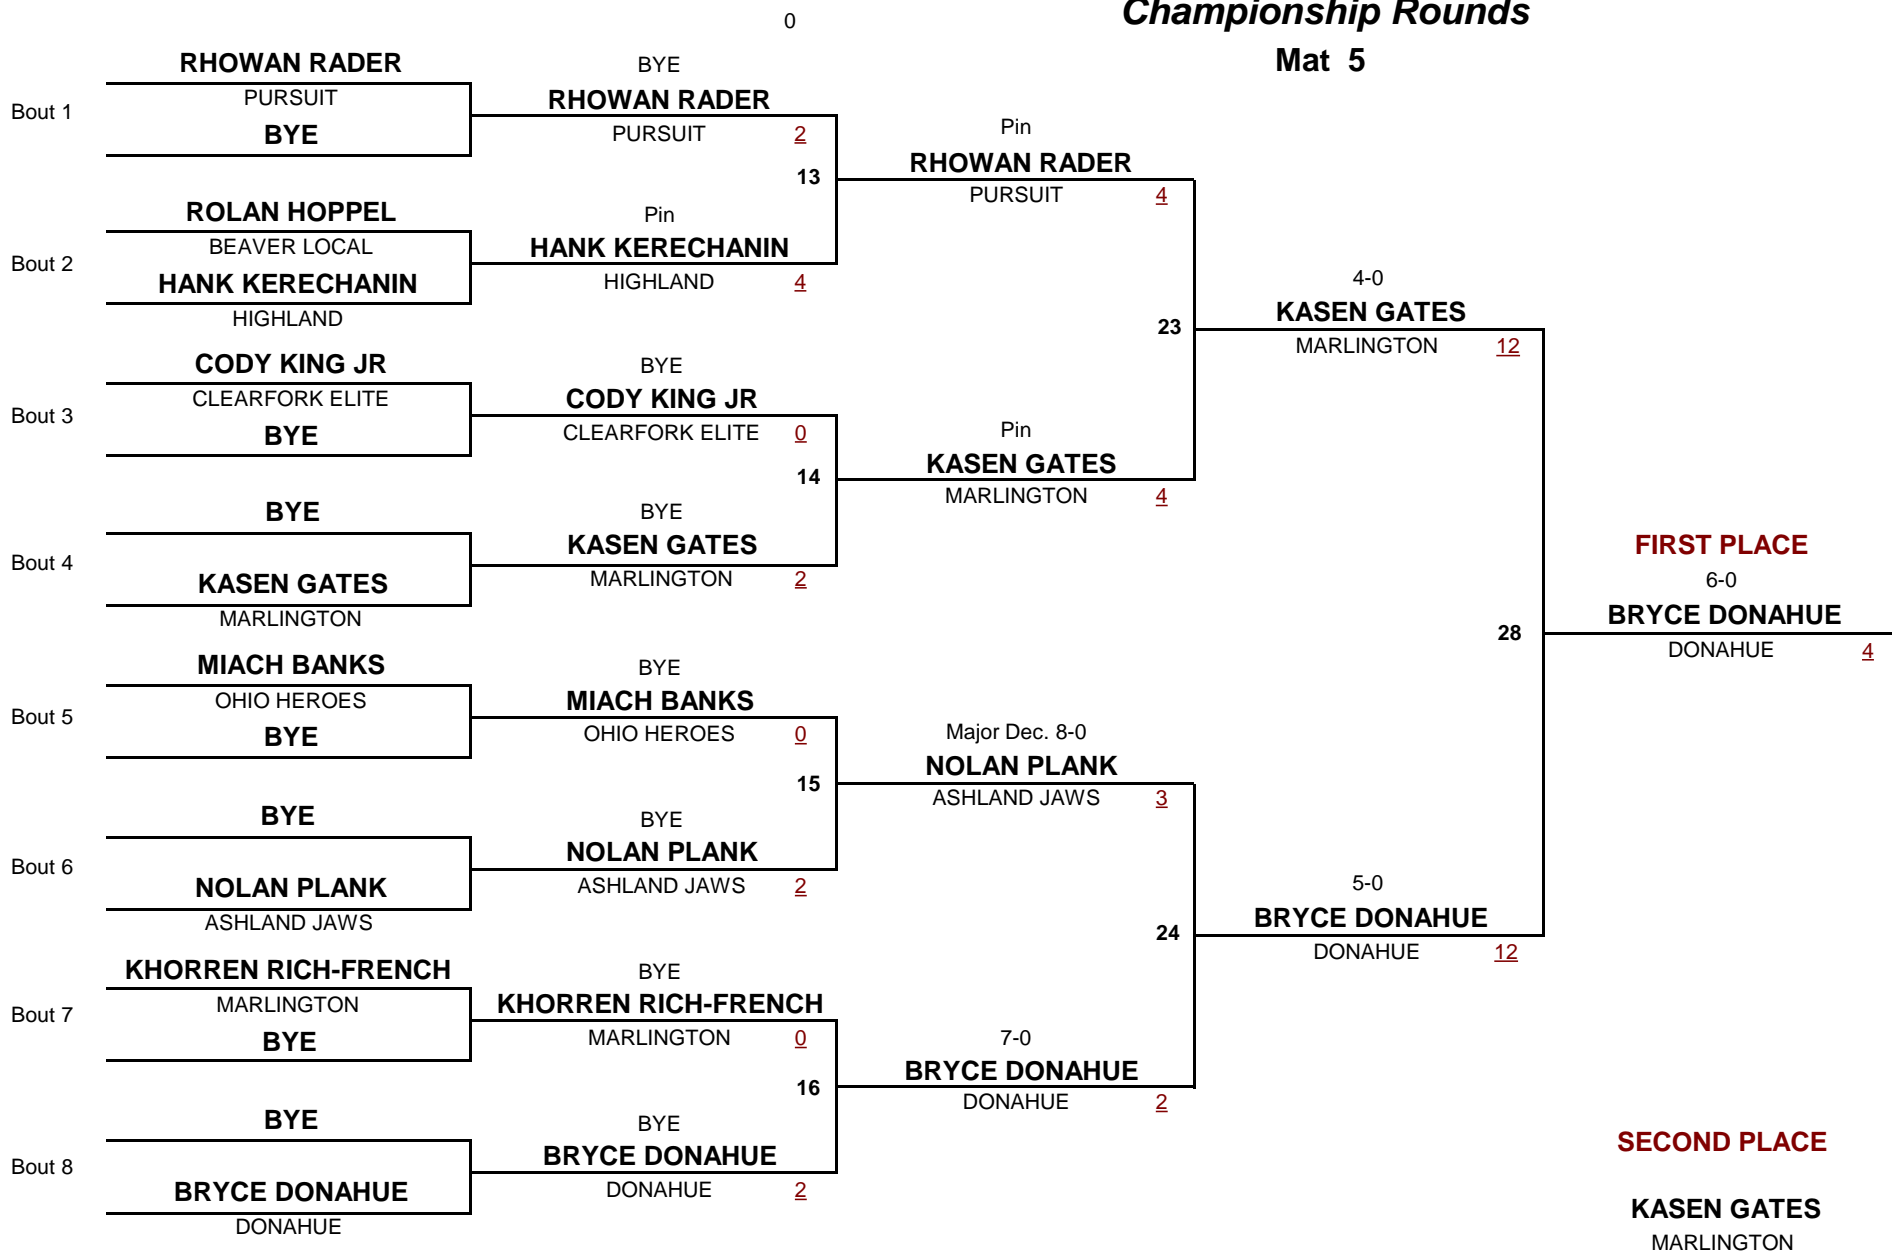 0
Championship Rounds
Mat 5
Bout 1
RHOWAN RADER
PURSUIT
BYE
Bout 2
ROLAN HOPPEL
BEAVER LOCAL
HANK KERECHANIN
HIGHLAND
Bout 3
CODY KING JR
CLEARFORK ELITE
BYE
Bout 4
BYE
KASEN GATES
MARLINGTON
Bout 5
MIACH BANKS
OHIO HEROES
BYE
Bout 6
BYE
NOLAN PLANK
ASHLAND JAWS
Bout 7
KHORREN RICH-FRENCH
MARLINGTON
BYE
Bout 8
BYE
BRYCE DONAHUE
DONAHUE
BYE
RHOWAN RADER
PURSUIT 2
13
Pin
HANK KERECHANIN
HIGHLAND 4
BYE
CODY KING JR
CLEARFORK ELITE 0
14
BYE
KASEN GATES
MARLINGTON 2
BYE
MIACH BANKS
OHIO HEROES 0
15
BYE
NOLAN PLANK
ASHLAND JAWS 2
BYE
KHORREN RICH-FRENCH
MARLINGTON 0
16
BYE
BRYCE DONAHUE
DONAHUE 2
Pin
RHOWAN RADER
PURSUIT 4
23
Pin
KASEN GATES
MARLINGTON 4
Major Dec. 8-0
NOLAN PLANK
ASHLAND JAWS 3
24
7-0
BRYCE DONAHUE
DONAHUE 2
4-0
KASEN GATES
MARLINGTON 12
28
5-0
BRYCE DONAHUE
DONAHUE 12
FIRST PLACE
6-0
BRYCE DONAHUE
DONAHUE 4
SECOND PLACE
KASEN GATES
MARLINGTON